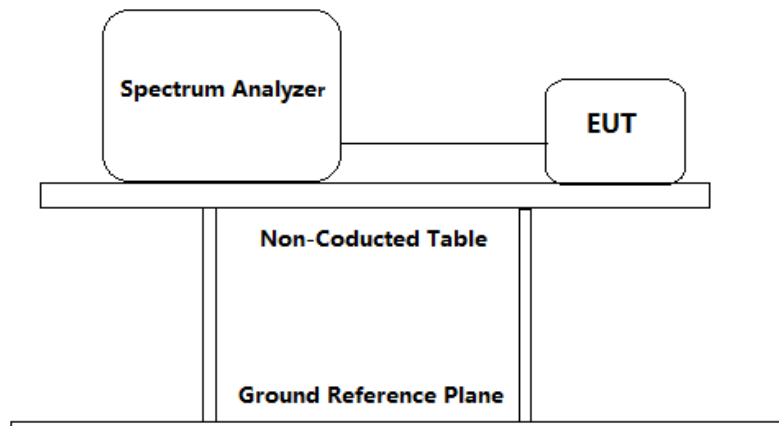 Spectrum Analyzer
EUT
Non-Coducted Table
Ground Reference Plane